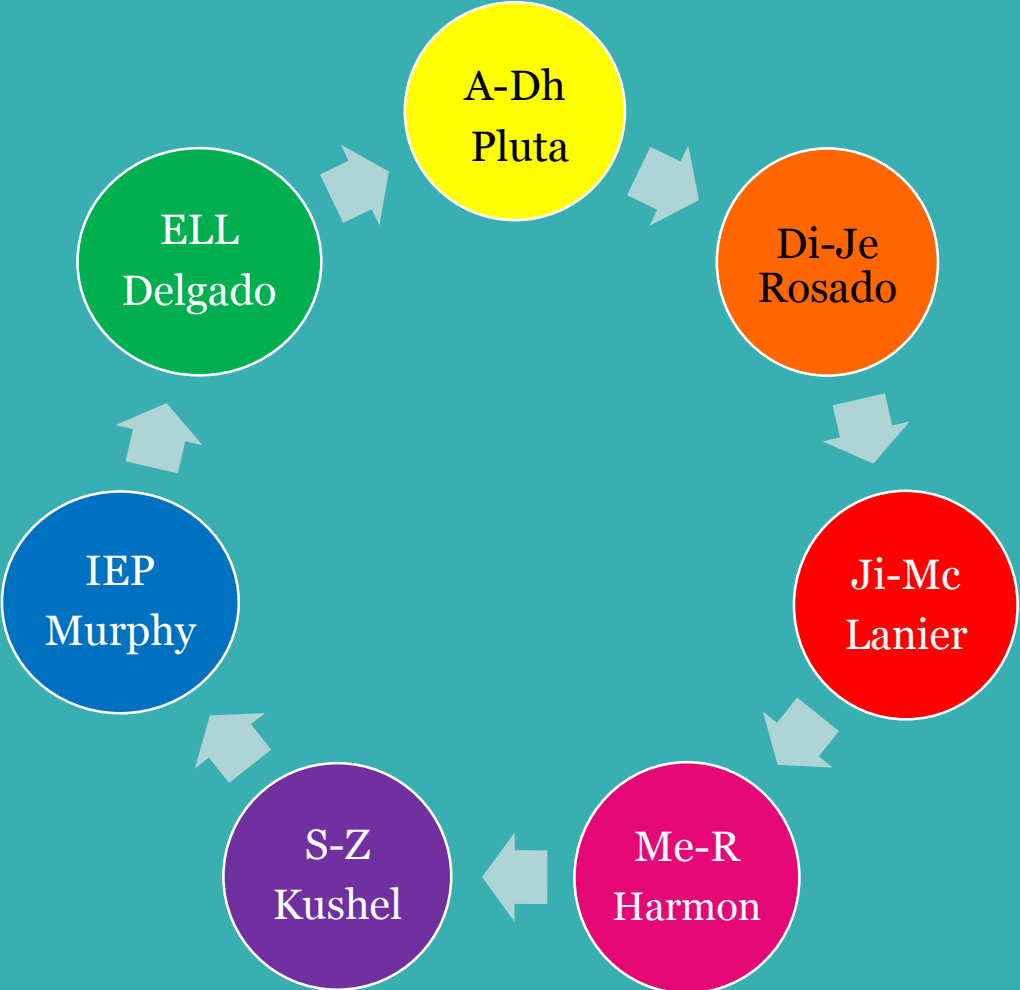 A-Dh
Pluta
Di-Je
Rosado
Ji-Mc
Lanier
Me-R
Harmon
S-Z
Kushel
IEP
Murphy
ELL
Delgado